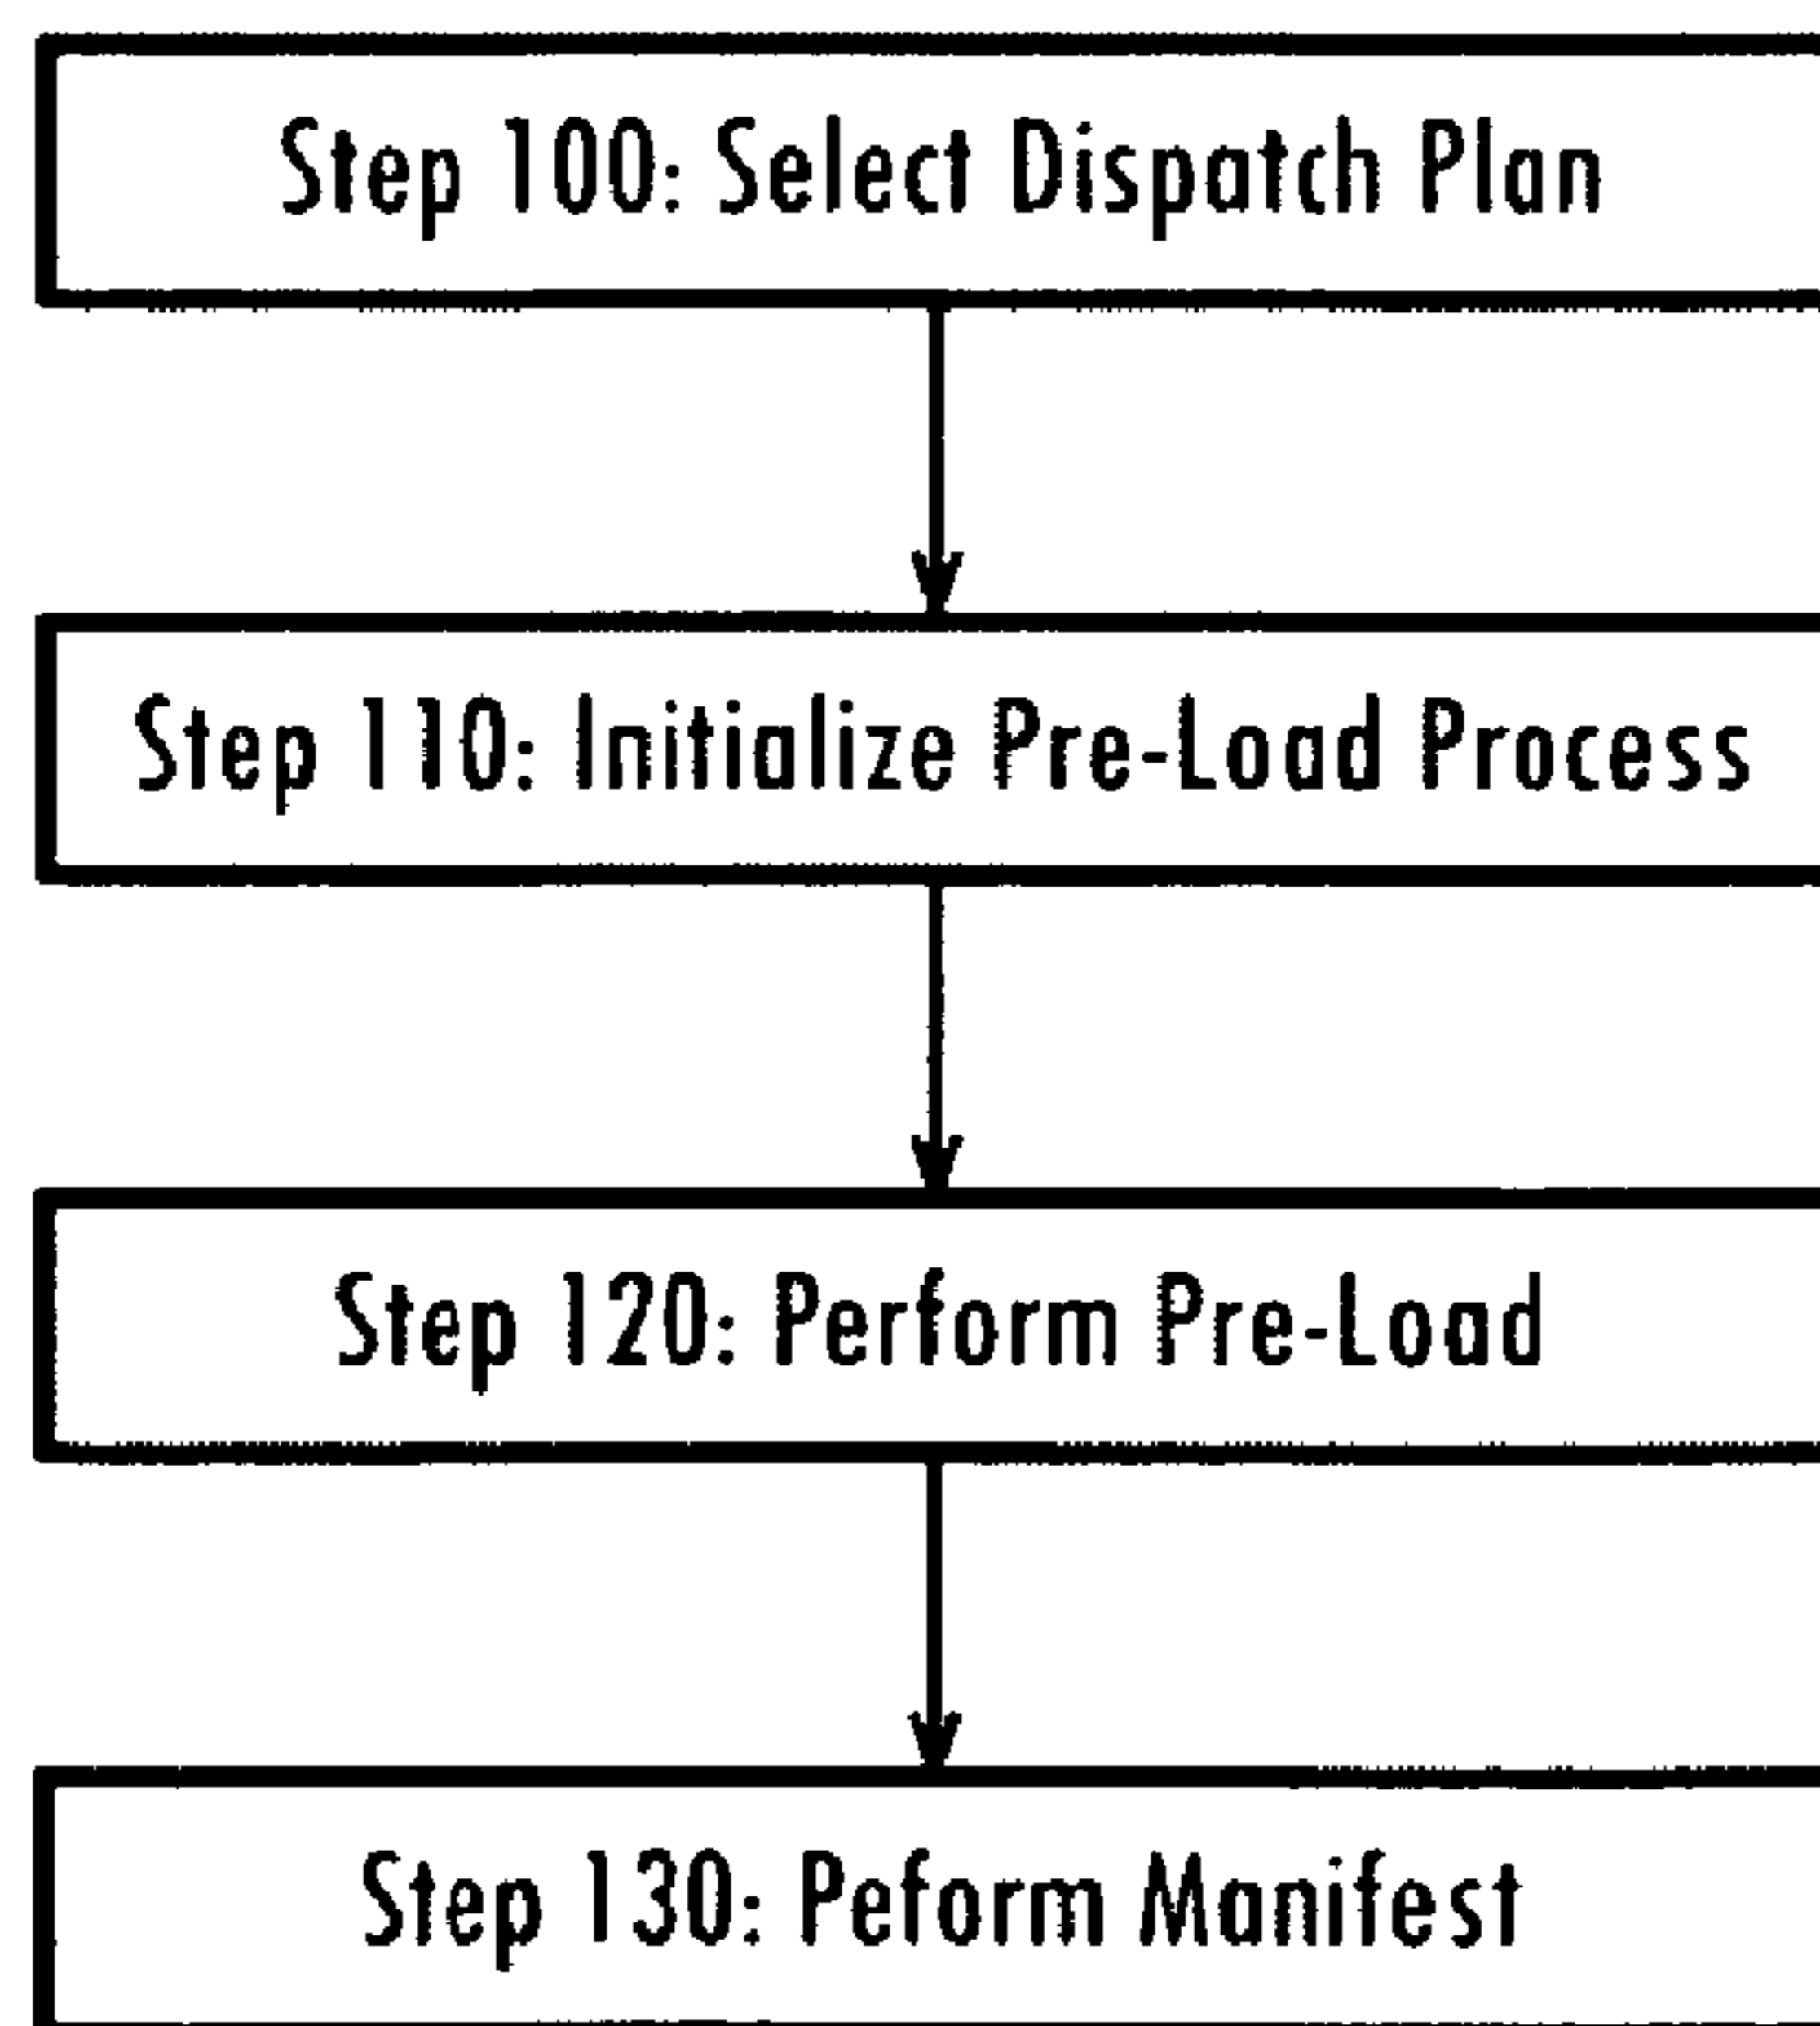 Step 100: Select Dispatch Plan
Step 110: Initialize Pre-Load Process
Step 120: Perform Pre-Load
Step 130: Peform Manifest